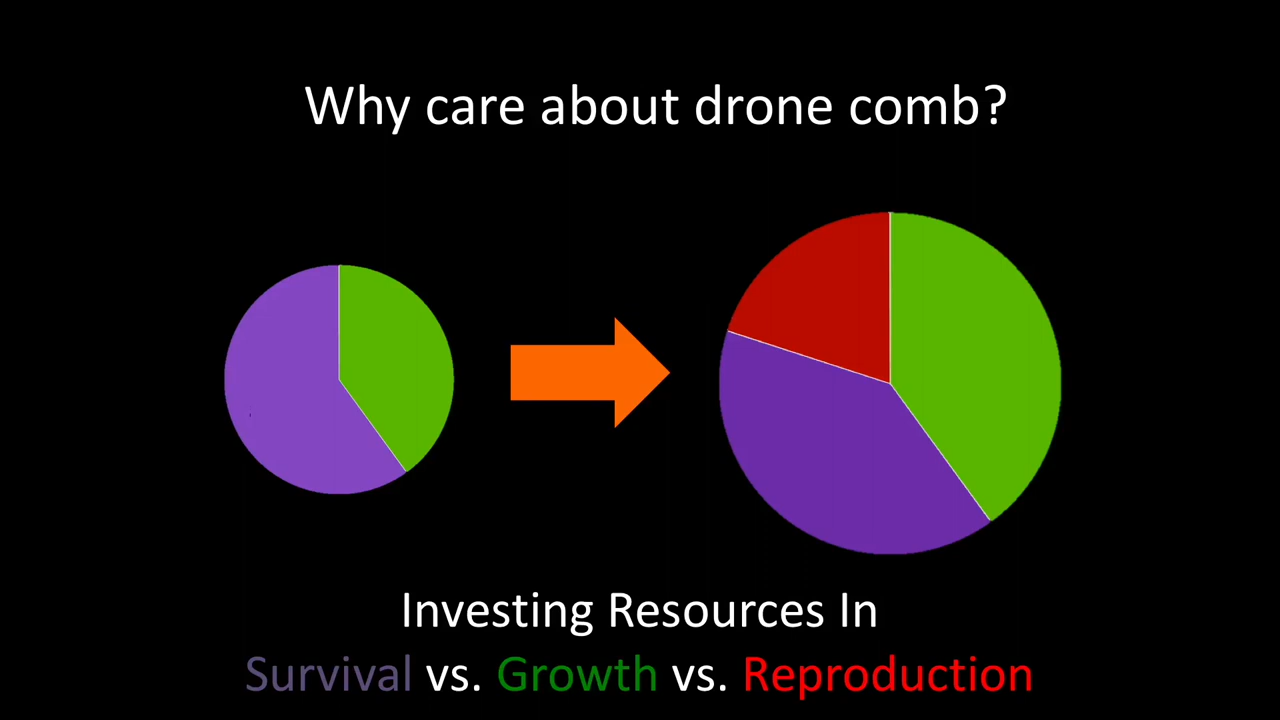 Why care about drone comb?
Investing Resources In
Survival vs. Growth vs. Reproduction